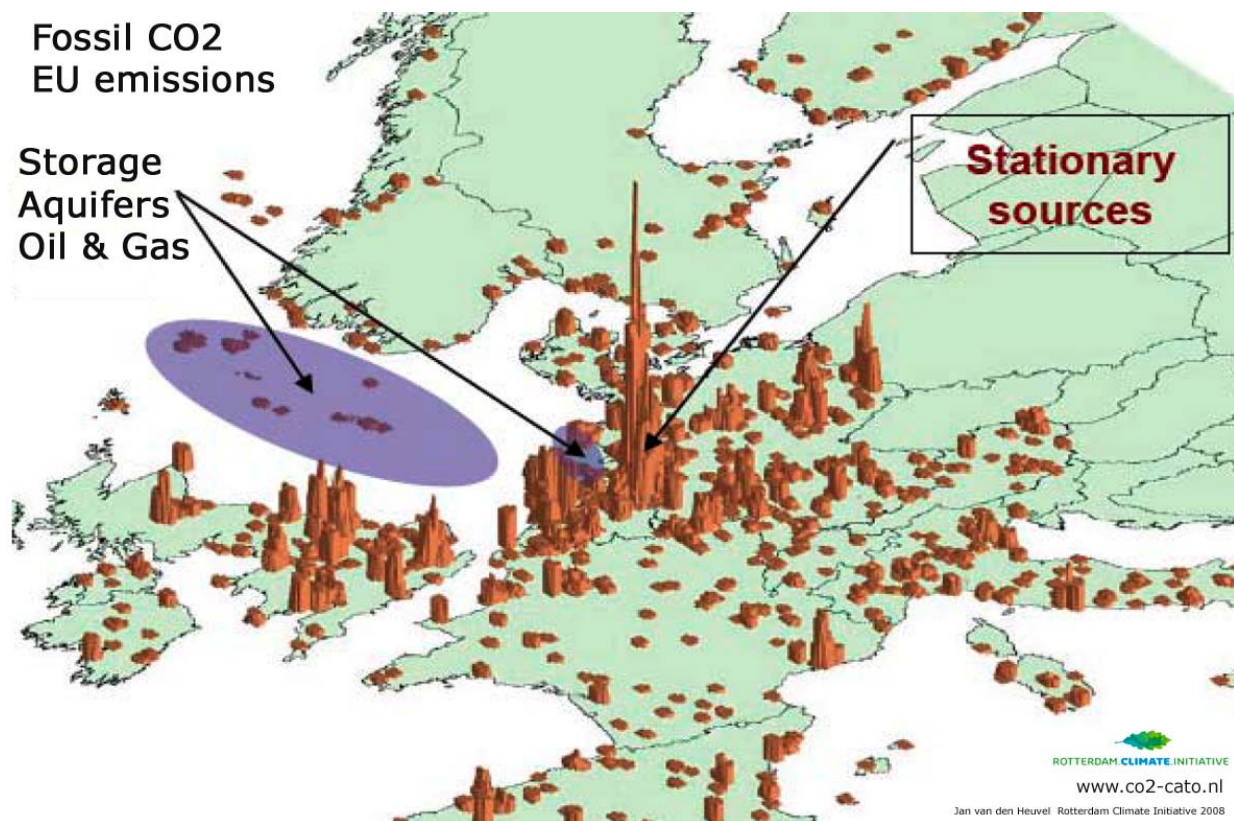 Fossil CO2
EU emissions
Storage
Aquifers
Oil & Gas
Stationary
sources
ROTTERDAM.CLIMATE.INITIATIVE
www.co2-cato.nl
Jan van den Heuvel Rotterdam Climate Initiative 2008